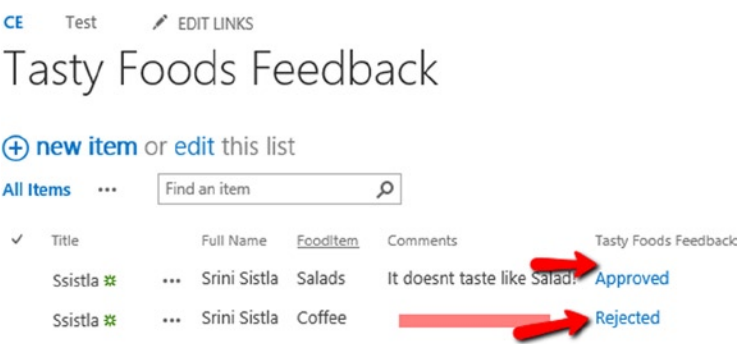 CE Test EDIT LINKS
Tasty Foods Feedback
new item or edit this list
All Items ... Find an item
Title Full Name FoodItem Comments Tasty Foods Feedback
Ssistla ... Srini Sistla Salads It doesnt taste like Salad! Approved
Ssistla ... Srini Sistla Coffee Rejected